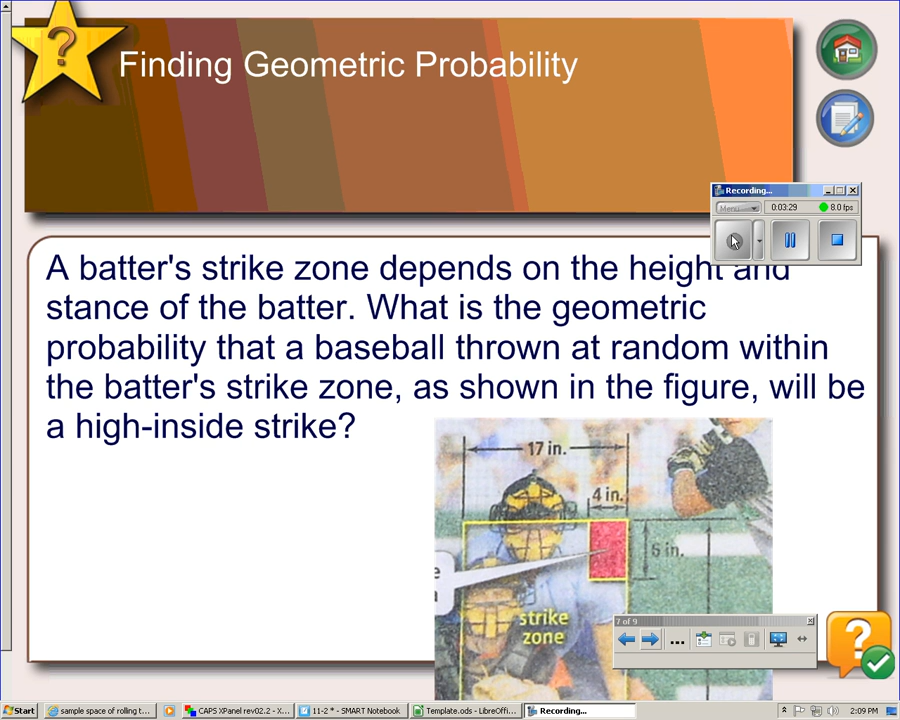 ?
Finding Geometric Probability
Recording...
Menu
0:03:29
8.0 fps
A batter's strike zone depends on the height and
stance of the batter. What is the geometric
probability that a baseball thrown at random within
the batter's strike zone, as shown in the figure, will be
a high-inside strike?
17 in.
4 in.
6 in.
e
a
strike
zone
7 of 9
?
Start
sample space of rolling t...
CAPS XPanel rev02.2 - X...
11-2 * - SMART Notebook
Template.ods - LibreOffi...
Recording...
2:09 PM